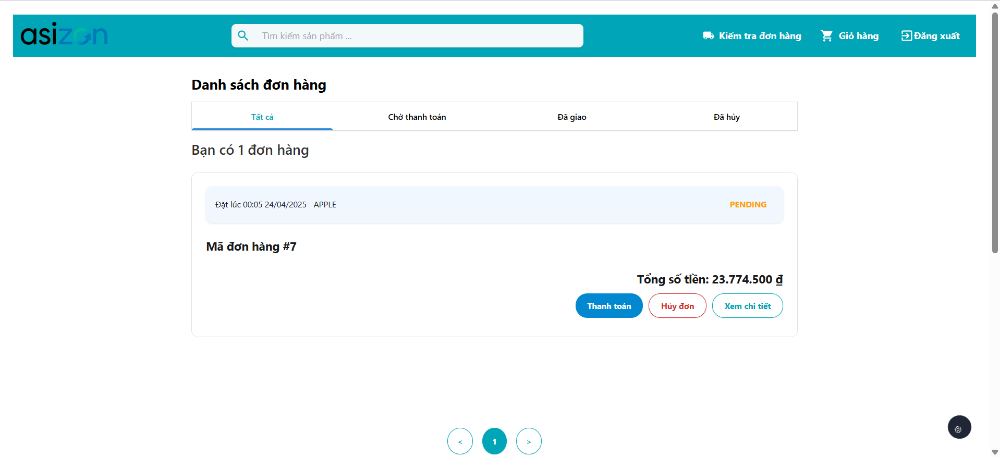 asizon
Tìm kiếm sản phẩm ...
Kiểm tra đơn hàng
Giỏ hàng
Đăng xuất
Danh sách đơn hàng
Tất cả
Chờ thanh toán
Đã giao
Đã hủy
Bạn có 1 đơn hàng
Đặt lúc 00:05 24/04/2025 APPLE
PENDING
Mã đơn hàng #7
Tổng số tiền: 23.774.500 ₫
Thanh toán
Hủy đơn
Xem chi tiết
< 1 >